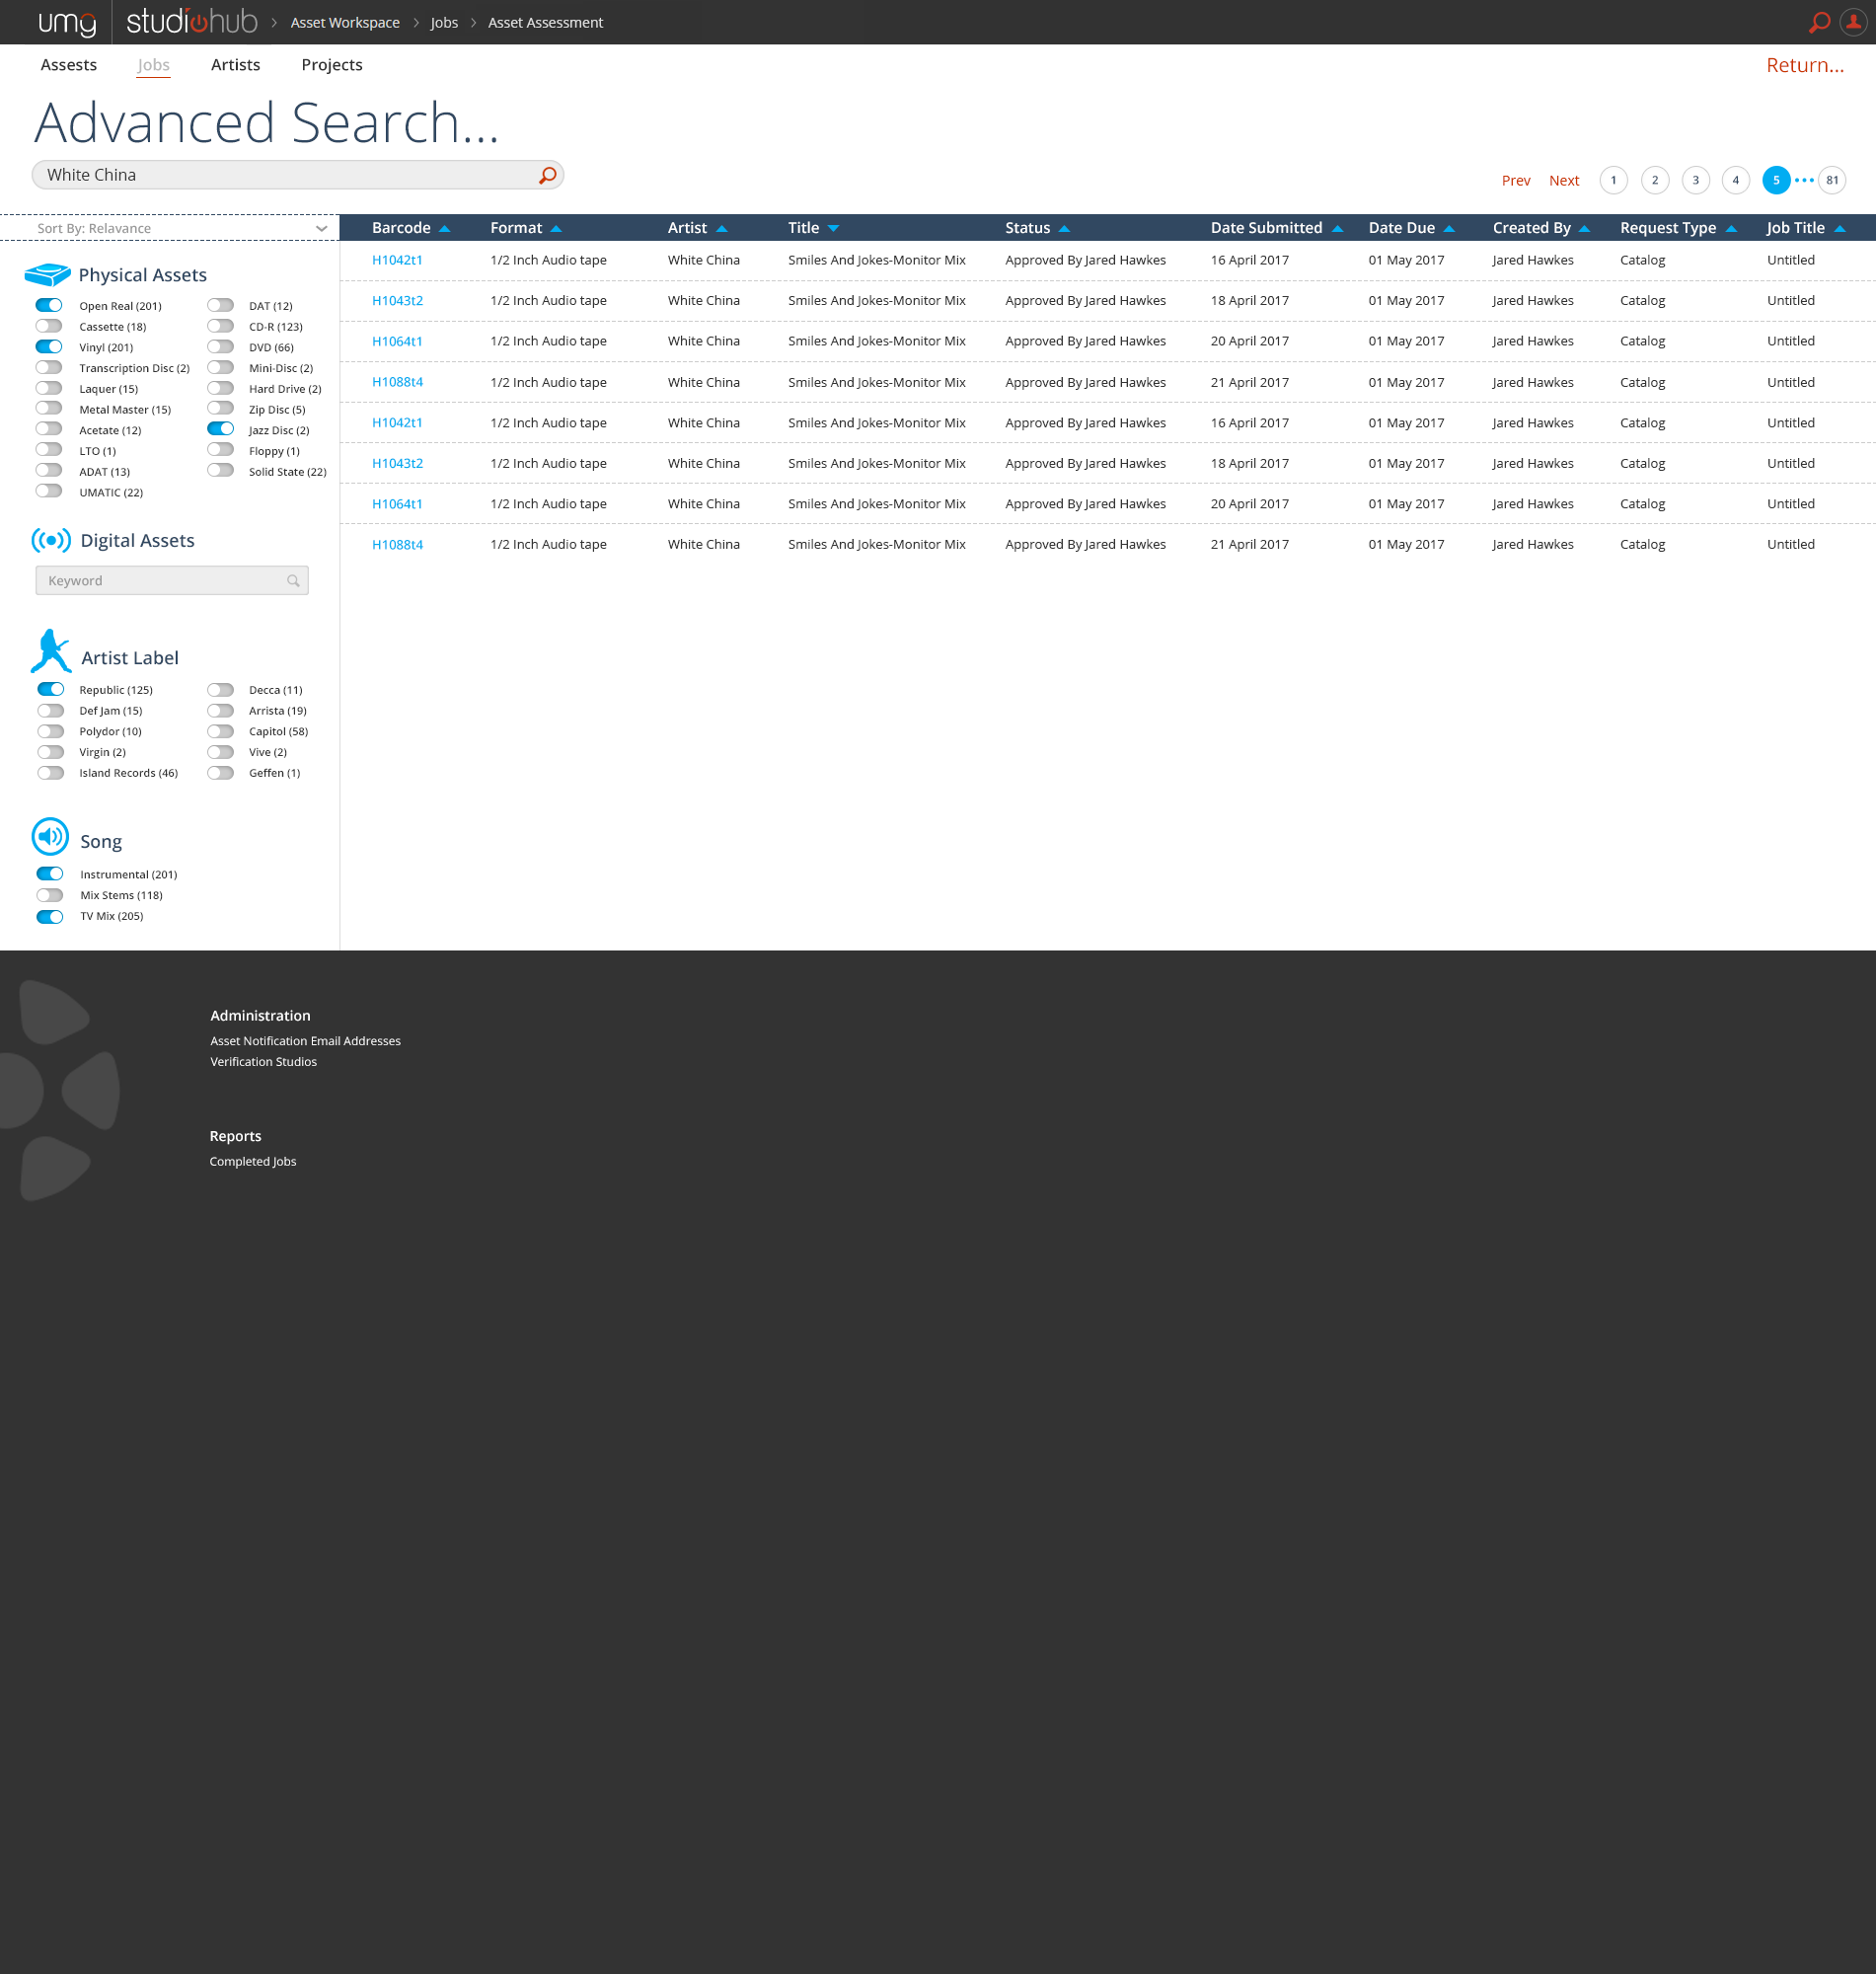 umg studiohub > Asset Workspace > Jobs > Asset Assessment
Assests Jobs Artists Projects Return...
Advanced Search...
White China
Prev Next 1 2 3 4 5 ••• 81
Sort By: Relavance
Barcode Format Artist Title Status Date Submitted Date Due Created By Request Type Job Title
H1042t1 1/2 Inch Audio tape White China Smiles And Jokes-Monitor Mix Approved By Jared Hawkes 16 April 2017 01 May 2017 Jared Hawkes Catalog Untitled
H1043t2 1/2 Inch Audio tape White China Smiles And Jokes-Monitor Mix Approved By Jared Hawkes 18 April 2017 01 May 2017 Jared Hawkes Catalog Untitled
H1064t1 1/2 Inch Audio tape White China Smiles And Jokes-Monitor Mix Approved By Jared Hawkes 20 April 2017 01 May 2017 Jared Hawkes Catalog Untitled
H1088t4 1/2 Inch Audio tape White China Smiles And Jokes-Monitor Mix Approved By Jared Hawkes 21 April 2017 01 May 2017 Jared Hawkes Catalog Untitled
H1042t1 1/2 Inch Audio tape White China Smiles And Jokes-Monitor Mix Approved By Jared Hawkes 16 April 2017 01 May 2017 Jared Hawkes Catalog Untitled
H1043t2 1/2 Inch Audio tape White China Smiles And Jokes-Monitor Mix Approved By Jared Hawkes 18 April 2017 01 May 2017 Jared Hawkes Catalog Untitled
H1064t1 1/2 Inch Audio tape White China Smiles And Jokes-Monitor Mix Approved By Jared Hawkes 20 April 2017 01 May 2017 Jared Hawkes Catalog Untitled
H1088t4 1/2 Inch Audio tape White China Smiles And Jokes-Monitor Mix Approved By Jared Hawkes 21 April 2017 01 May 2017 Jared Hawkes Catalog Untitled
Physical Assets
Open Real (201) DAT (12)
Cassette (18) CD-R (123)
Vinyl (201) DVD (66)
Transcription Disc (2) Mini-Disc (2)
Laquer (15) Hard Drive (2)
Metal Master (15) Zip Disc (5)
Acetate (12) Jazz Disc (2)
LTO (1) Floppy (1)
ADAT (13) Solid State (22)
UMATIC (22)
Digital Assets
Keyword
Artist Label
Republic (125) Decca (11)
Def Jam (15) Arrista (19)
Polydor (10) Capitol (58)
Virgin (2) Vive (2)
Island Records (46) Geffen (1)
Song
Instrumental (201)
Mix Stems (118)
TV Mix (205)
Administration
Asset Notification Email Addresses
Verification Studios
Reports
Completed Jobs